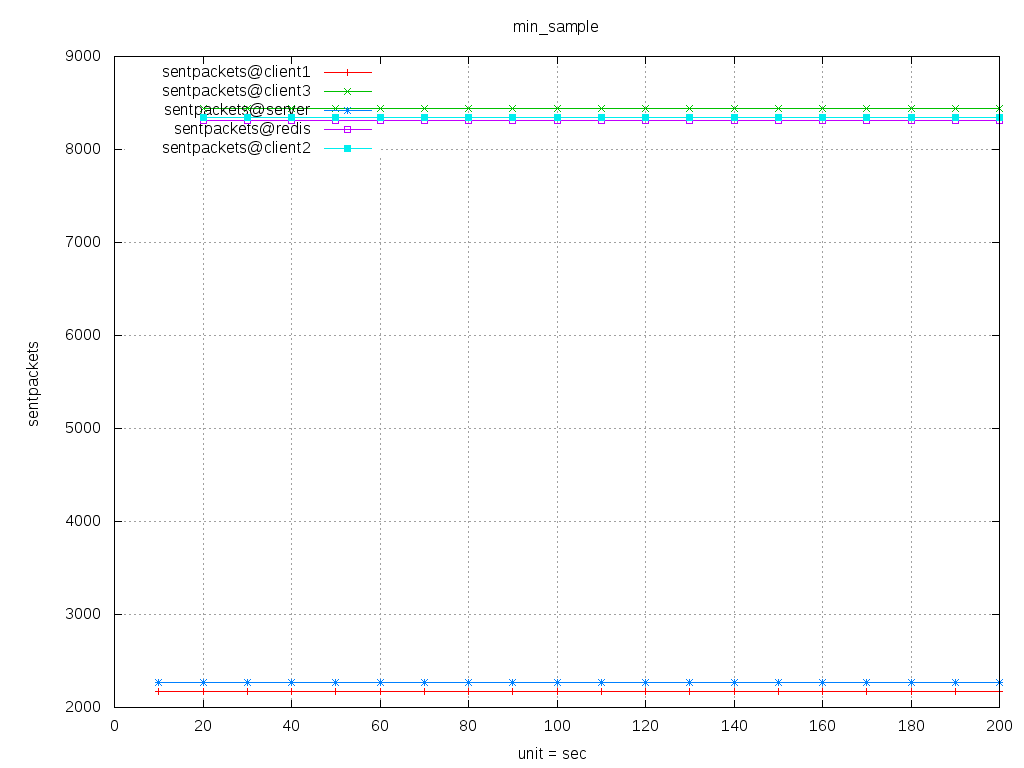 min_sample
9000
8000
7000
6000
5000
4000
3000
2000
sentpackets
sentpackets@client1
sentpackets@client3
sentpackets@server
sentpackets@redis
sentpackets@client2
0 20 40 60 80 100 120 140 160 180 200
unit = sec